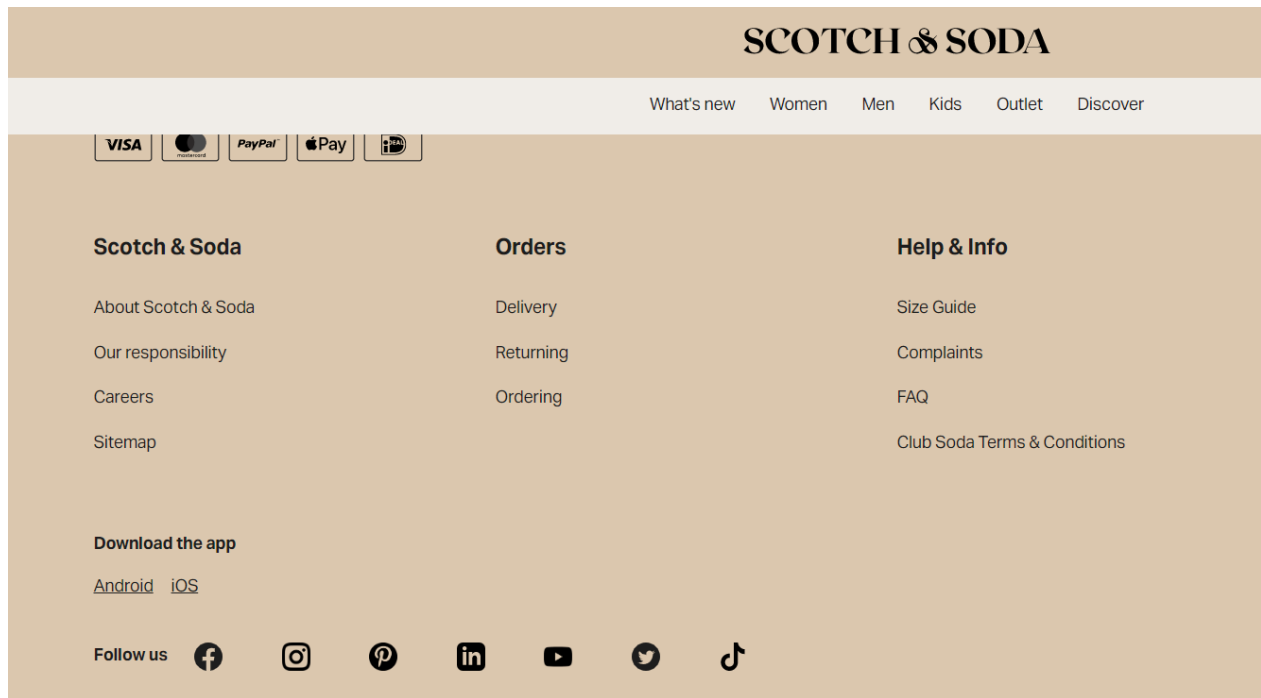 SCOTCH & SODA
What's new Women Men Kids Outlet Discover
VISA mastercard PayPal Pay iDEAL
Scotch & Soda Orders Help & Info
About Scotch & Soda Delivery Size Guide
Our responsibility Returning Complaints
Careers Ordering FAQ
Sitemap Club Soda Terms & Conditions
Download the app
Android iOS
Follow us